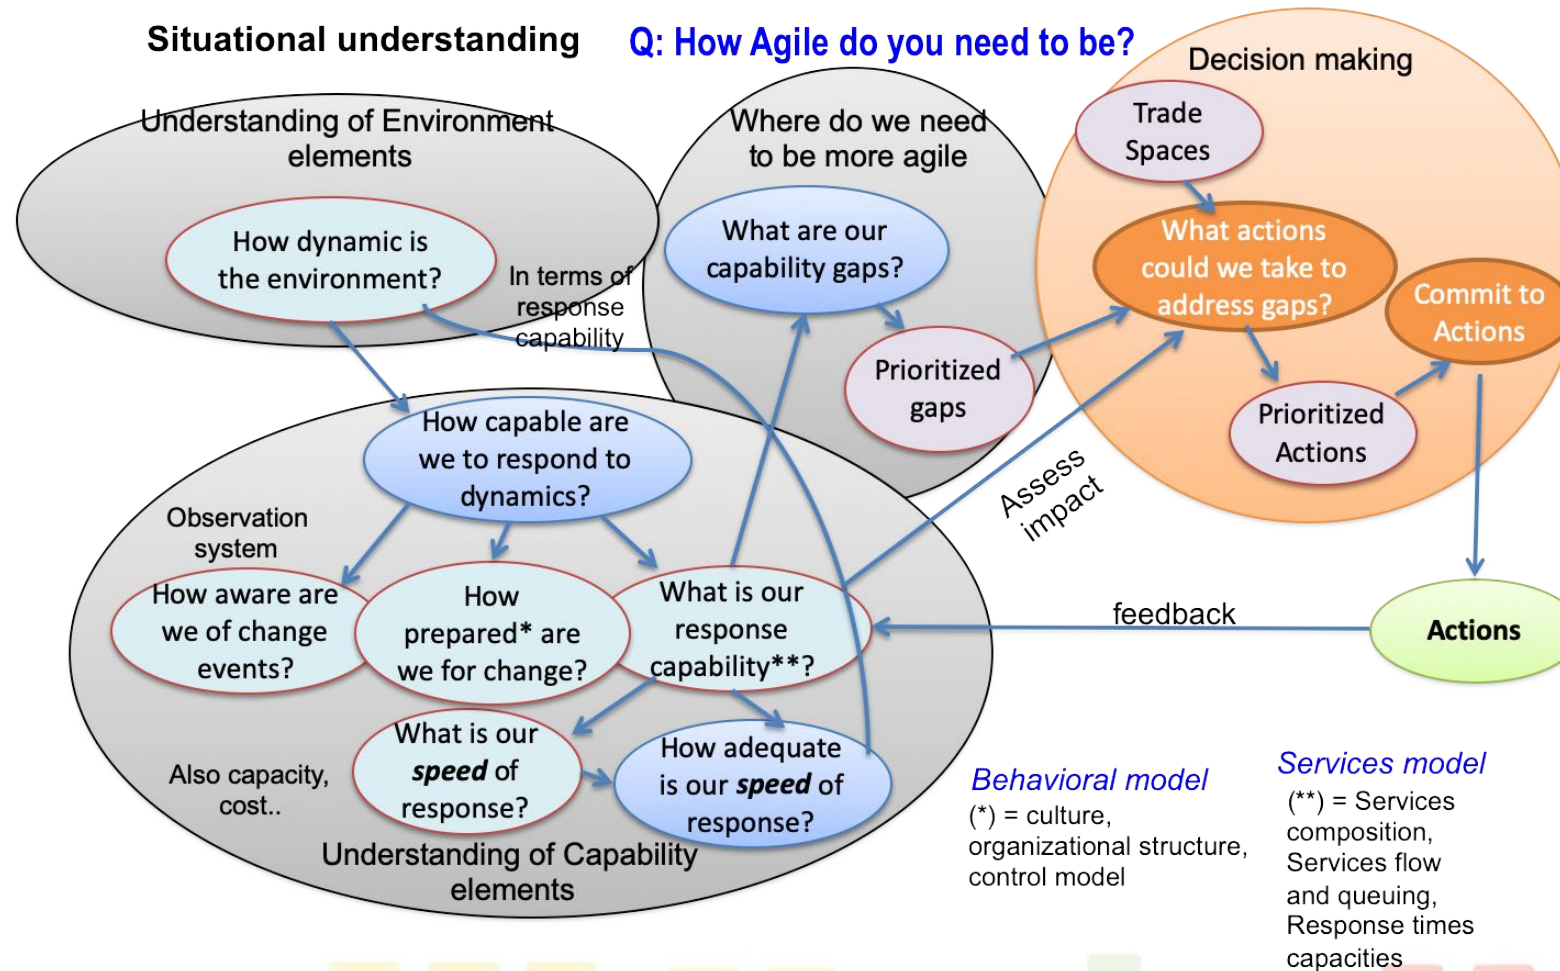 Situational understanding
Q: How Agile do you need to be?
Understanding of Environment
elements
How dynamic is
the environment?
In terms of
response
capability
Where do we need
to be more agile
What are our
capability gaps?
Prioritized
gaps
Decision making
Trade
Spaces
What actions
could we take to
address gaps?
Commit to
Actions
Prioritized
Actions
Assess
impact
How capable are
we to respond to
dynamics?
Observation
system
How aware are
we of change
events?
How
prepared* are
we for change?
What is our
response
capability**?
feedback
Actions
What is our
speed of
response?
How adequate
is our speed of
response?
Also capacity,
cost..
Understanding of Capability
elements
Behavioral model
(*) = culture,
organizational structure,
control model
Services model
(**) = Services
composition,
Services flow
and queuing,
Response times
capacities